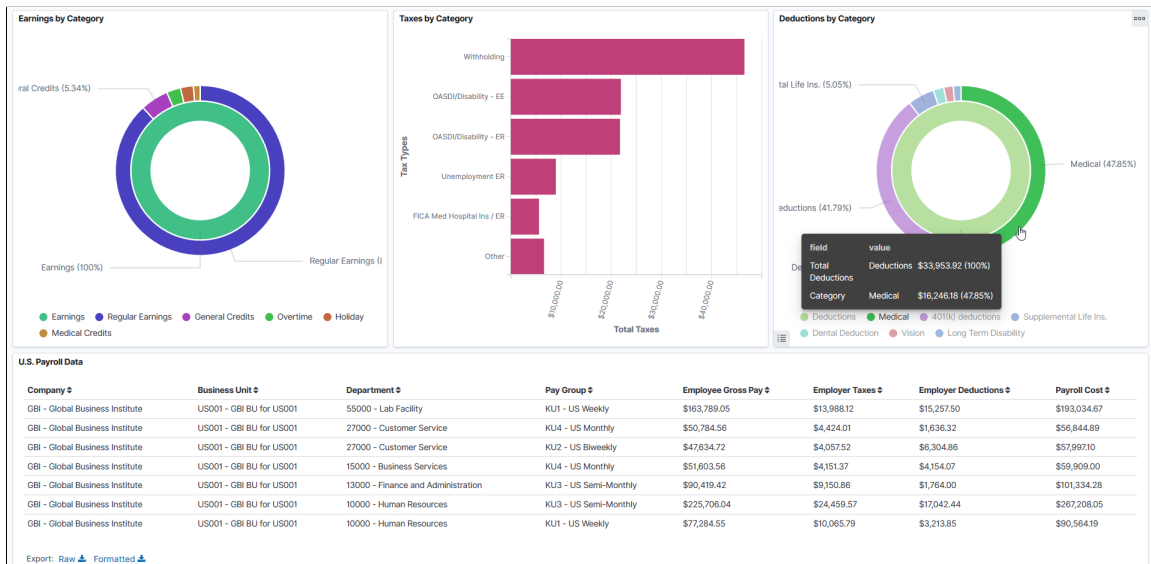 Earnings by Category
ral Credits (5.34%)
Earnings (100%)
Regular Earnings (
Earnings Regular Earnings General Credits Overtime Holiday
Medical Credits
Taxes by Category
Tax Types
Withholding
OASDI/Disability - EE
OASDI/Disability - ER
Unemployment ER
FICA Med Hospital Ins / ER
Other
$10,000.00 $20,000.00 $30,000.00 $40,000.00
Total Taxes
Deductions by Category
tal Life Ins. (5.05%)
Medical (47.85%)
eductions (41.79%)
De
field value
Total Deductions Deductions $33,953.92 (100%)
Category Medical $16,246.18 (47.85%)
Deductions Medical 401(k) deductions Supplemental Life Ins.
Dental Deduction Vision Long Term Disability
U.S. Payroll Data
Company Business Unit Department Pay Group Employee Gross Pay Employer Taxes Employer Deductions Payroll Cost
GBI - Global Business Institute US001 - GBI BU for US001 55000 - Lab Facility KU1 - US Weekly $163,789.05 $13,988.12 $15,257.50 $193,034.67
GBI - Global Business Institute US001 - GBI BU for US001 27000 - Customer Service KU4 - US Monthly $50,784.56 $4,424.01 $1,636.32 $56,844.89
GBI - Global Business Institute US001 - GBI BU for US001 27000 - Customer Service KU2 - US Biweekly $47,634.72 $4,057.52 $6,304.86 $57,997.10
GBI - Global Business Institute US001 - GBI BU for US001 15000 - Business Services KU4 - US Monthly $51,603.56 $4,151.37 $4,154.07 $59,909.00
GBI - Global Business Institute US001 - GBI BU for US001 13000 - Finance and Administration KU3 - US Semi-Monthly $90,419.42 $9,150.86 $1,764.00 $101,334.28
GBI - Global Business Institute US001 - GBI BU for US001 10000 - Human Resources KU3 - US Semi-Monthly $225,706.04 $24,459.57 $17,042.44 $267,208.05
GBI - Global Business Institute US001 - GBI BU for US001 10000 - Human Resources KU1 - US Weekly $77,284.55 $10,065.79 $3,213.85 $90,564.19
Export: Raw Formatted